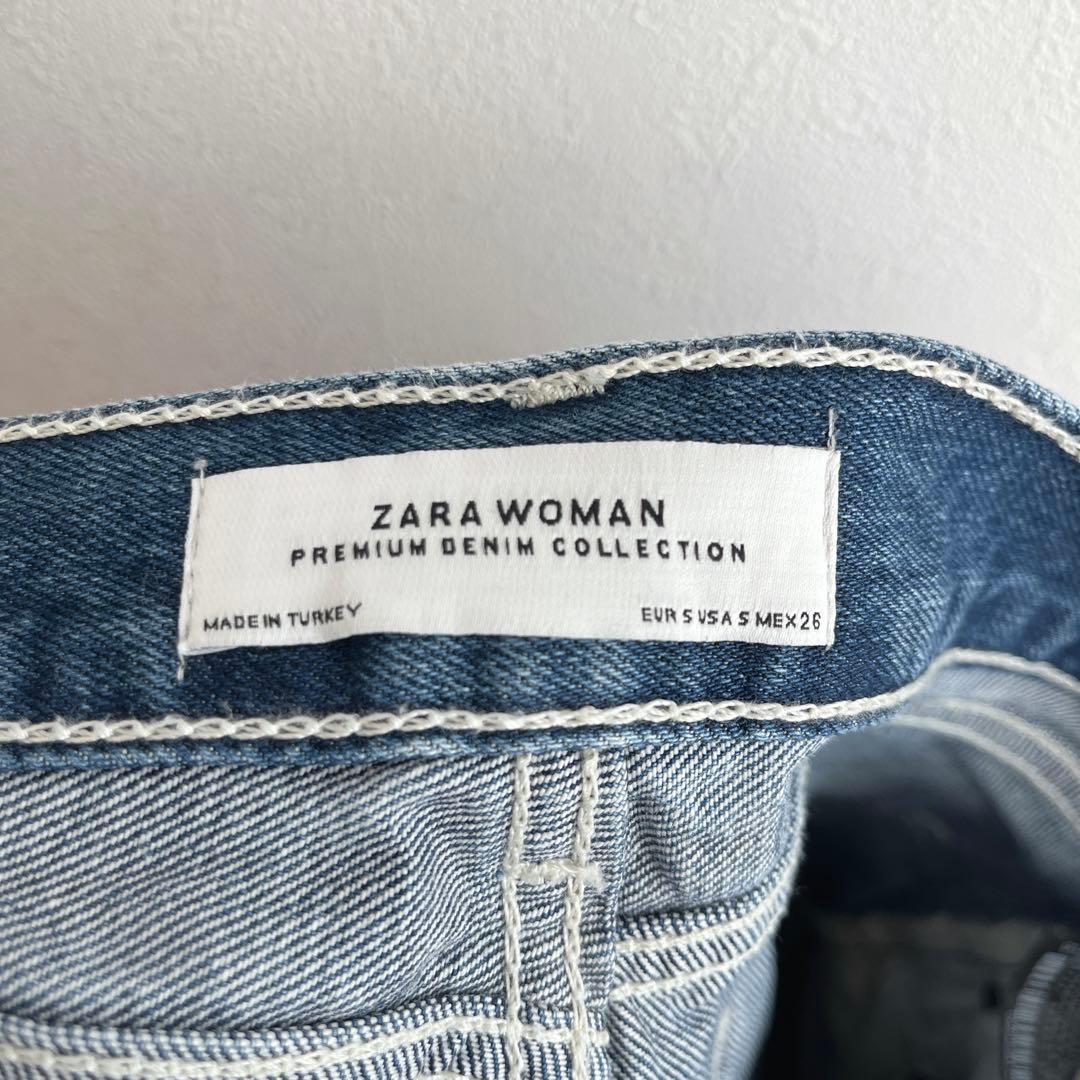 ZARA WOMAN
PREMIUM DENIM COLLECTION
MADE IN TURKEY
EUR S USA S MEX 26